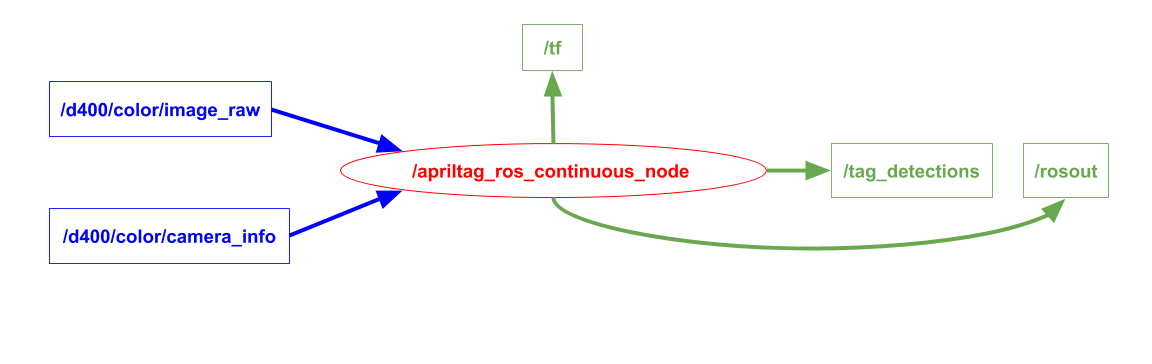 /tf
/d400/color/image_raw
/apriltag_ros_continuous_node
/tag_detections
/rosout
/d400/color/camera_info